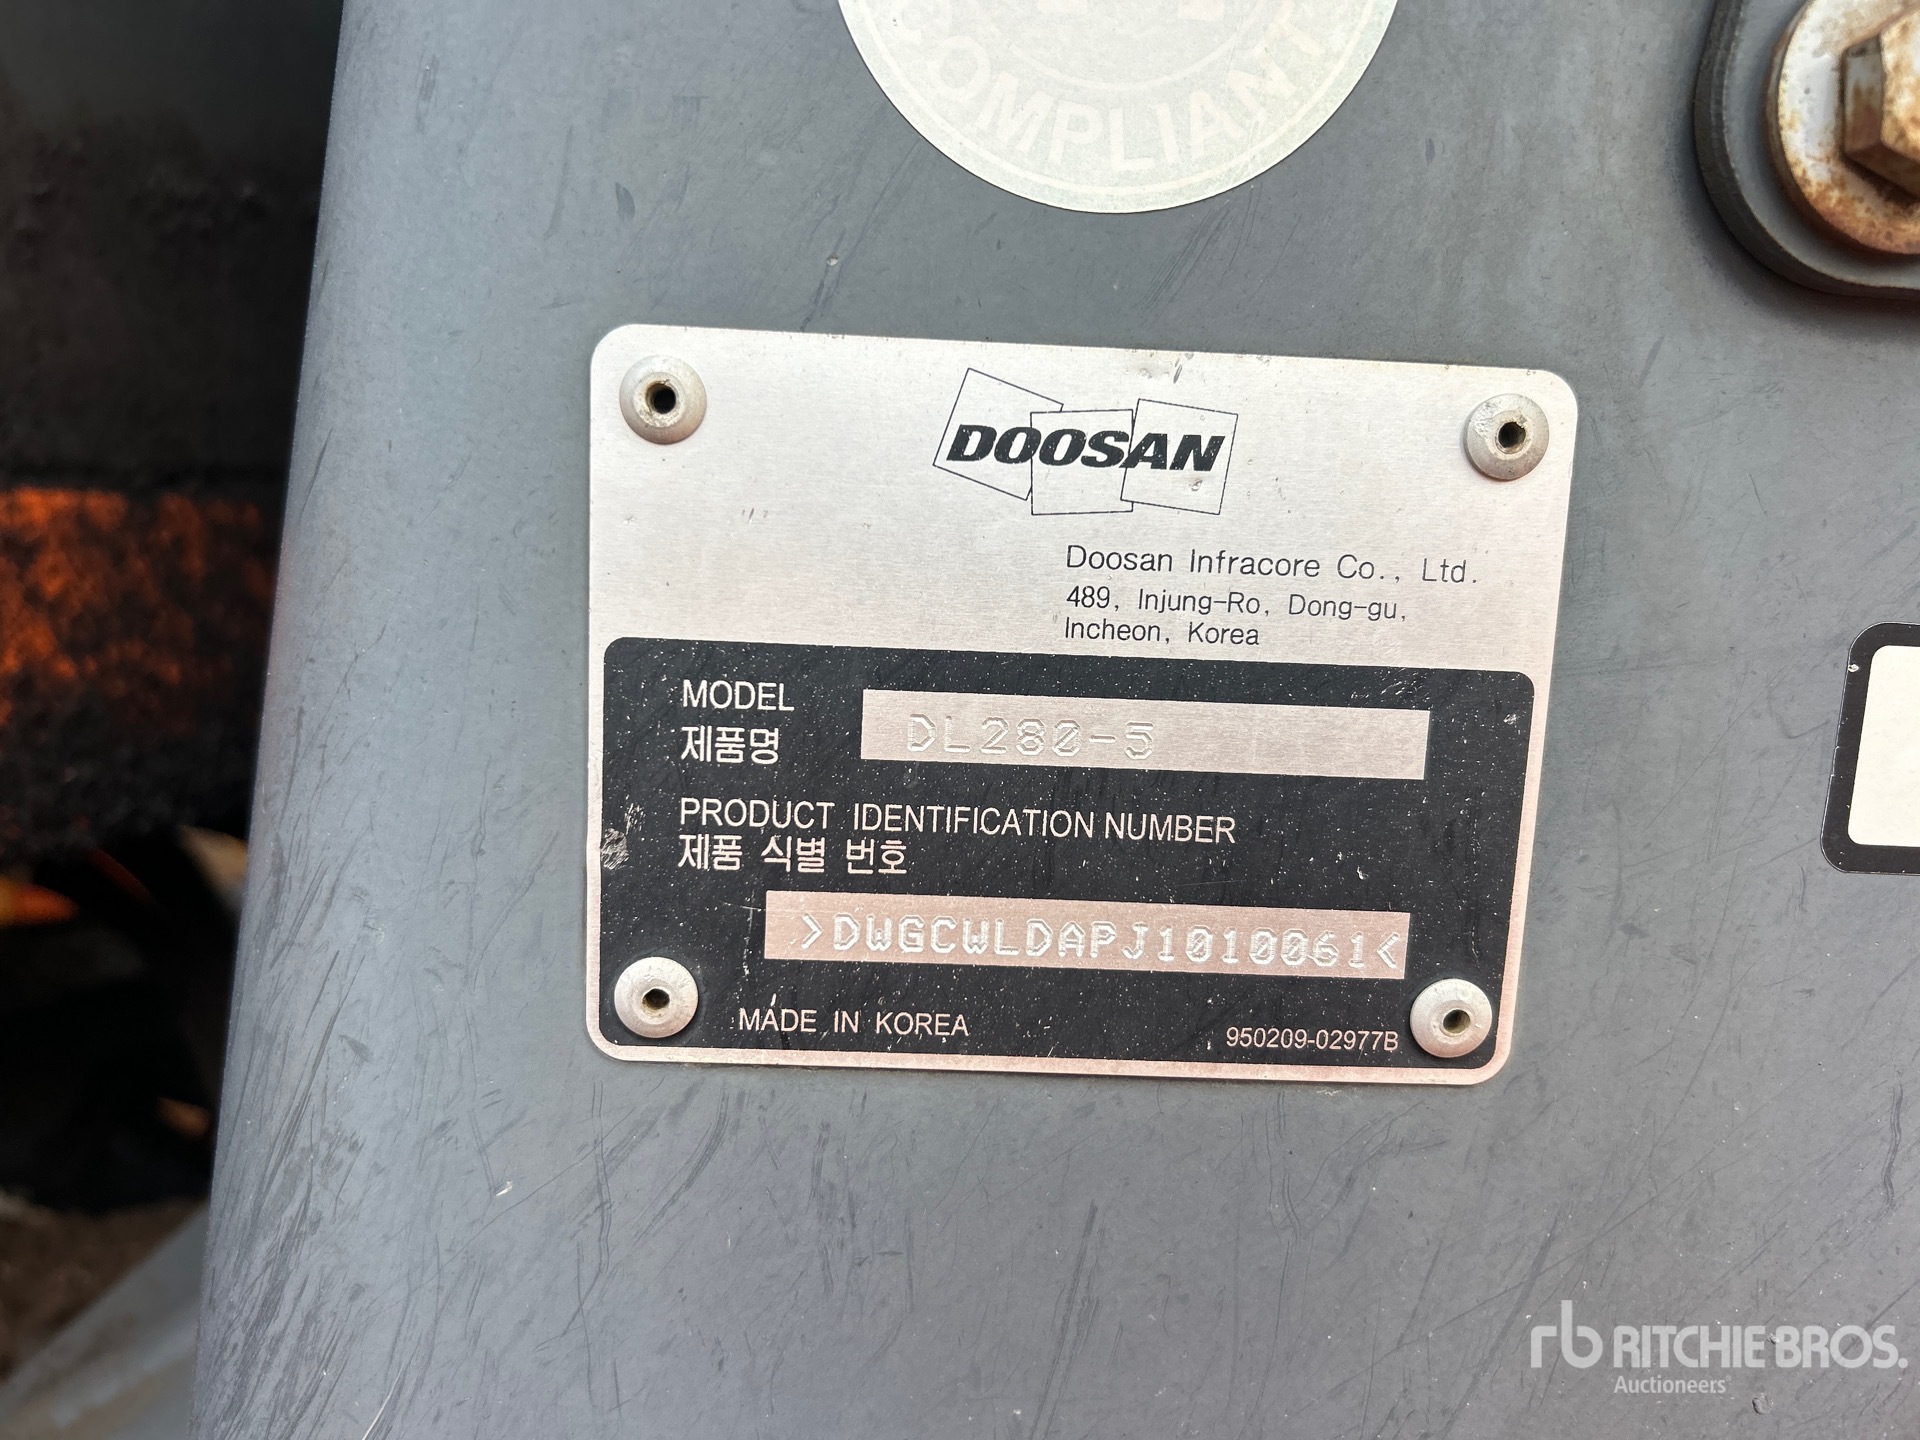 COMPLIANT
DOOSAN
Doosan Infracore Co., Ltd.
489, Injung-Ro, Dong-gu,
Incheon, Korea
MODEL
제품명
DL280-5
PRODUCT IDENTIFICATION NUMBER
제품 식별 번호
>DWGCWLDAPJ1010061<
MADE IN KOREA
950209-02977B
rb RITCHIE BROS.
Auctioneers